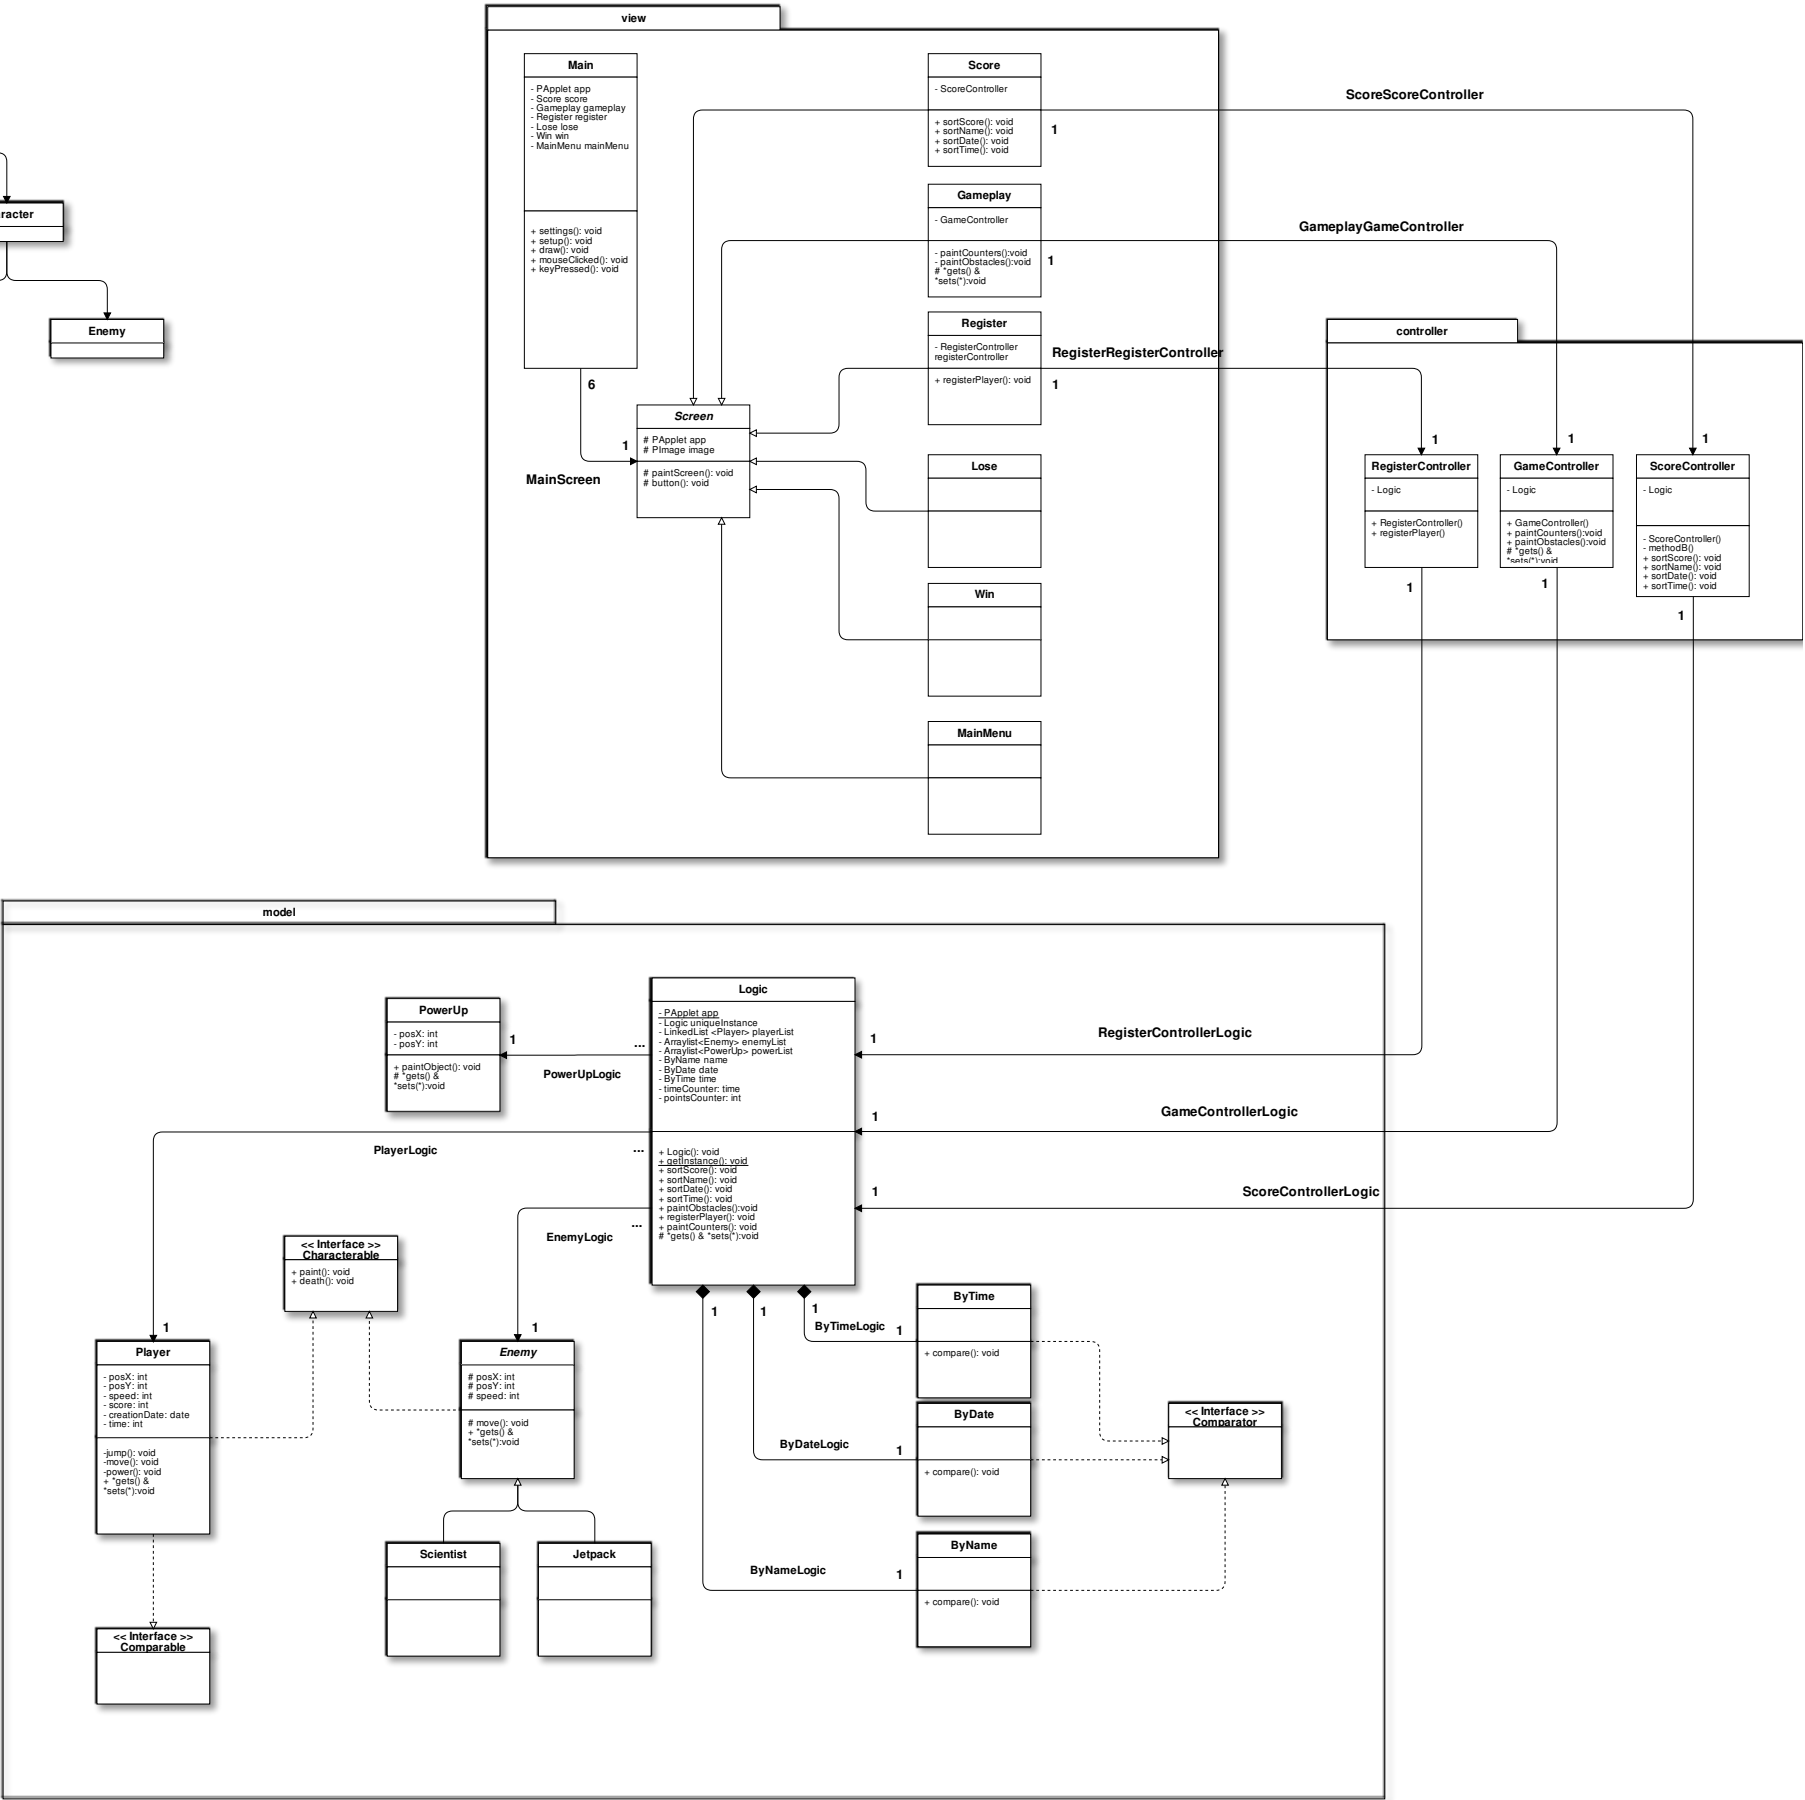 racter
Enemy
view
Main
- PApplet app
- Score score
- Gameplay gameplay
- Register register
- Lose lose
- Win win
- MainMenu mainMenu
+ settings(): void
+ setup(): void
+ draw(): void
+ mouseClicked(): void
+ keyPressed(): void
6
1
MainScreen
Screen
# PApplet app
# PImage image
# paintScreen(): void
# button(): void
Score
- ScoreController
+ sortScore(): void
+ sortName(): void
+ sortDate(): void
+ sortTime(): void
1
ScoreScoreController
Gameplay
- GameController
- paintCounters():void
- paintObstacles():void
# *gets() &
*sets(*):void
1
GameplayGameController
Register
- RegisterController
registerController
+ registerPlayer(): void
RegisterRegisterController
1
Lose
Win
MainMenu
controller
1
RegisterController
- Logic
+ RegisterController()
+ registerPlayer()
1
1
GameController
- Logic
+ GameController()
+ paintCounters():void
+ paintObstacles():void
# *gets() &
*sets(*):void
1
1
ScoreController
- Logic
- ScoreController()
- methodB()
+ sortScore(): void
+ sortName(): void
+ sortDate(): void
+ sortTime(): void
1
model
PowerUp
- posX: int
- posY: int
+ paintObject(): void
# *gets() &
*sets(*):void
1
...
PowerUpLogic
Logic
- PApplet app
- Logic uniqueInstance
- LinkedList <Player> playerList
- Arraylist<Enemy> enemyList
- Arraylist<PowerUp> powerList
- ByName name
- ByDate date
- ByTime time
- timeCounter: time
- pointsCounter: int
+ Logic(): void
+ getInstance(): void
+ sortScore(): void
+ sortName(): void
+ sortDate(): void
+ sortTime(): void
+ paintObstacles():void
+ registerPlayer(): void
+ paintCounters(): void
# *gets() & *sets(*):void
1
RegisterControllerLogic
1
GameControllerLogic
1
ScoreControllerLogic
PlayerLogic
...
EnemyLogic
...
<< Interface >>
Characterable
+ paint(): void
+ death(): void
1
Player
- posX: int
- posY: int
- speed: int
- score: int
- creationDate: date
- time: int
-jump(): void
-move(): void
-power(): void
+ *gets() &
*sets(*):void
1
Enemy
# posX: int
# posY: int
# speed: int
# move(): void
+ *gets() &
*sets(*):void
Scientist
Jetpack
<< Interface >>
Comparable
1
1
1
ByTimeLogic
1
ByTime
+ compare(): void
ByDateLogic
1
ByDate
+ compare(): void
ByNameLogic
1
ByName
+ compare(): void
<< Interface >>
Comparator